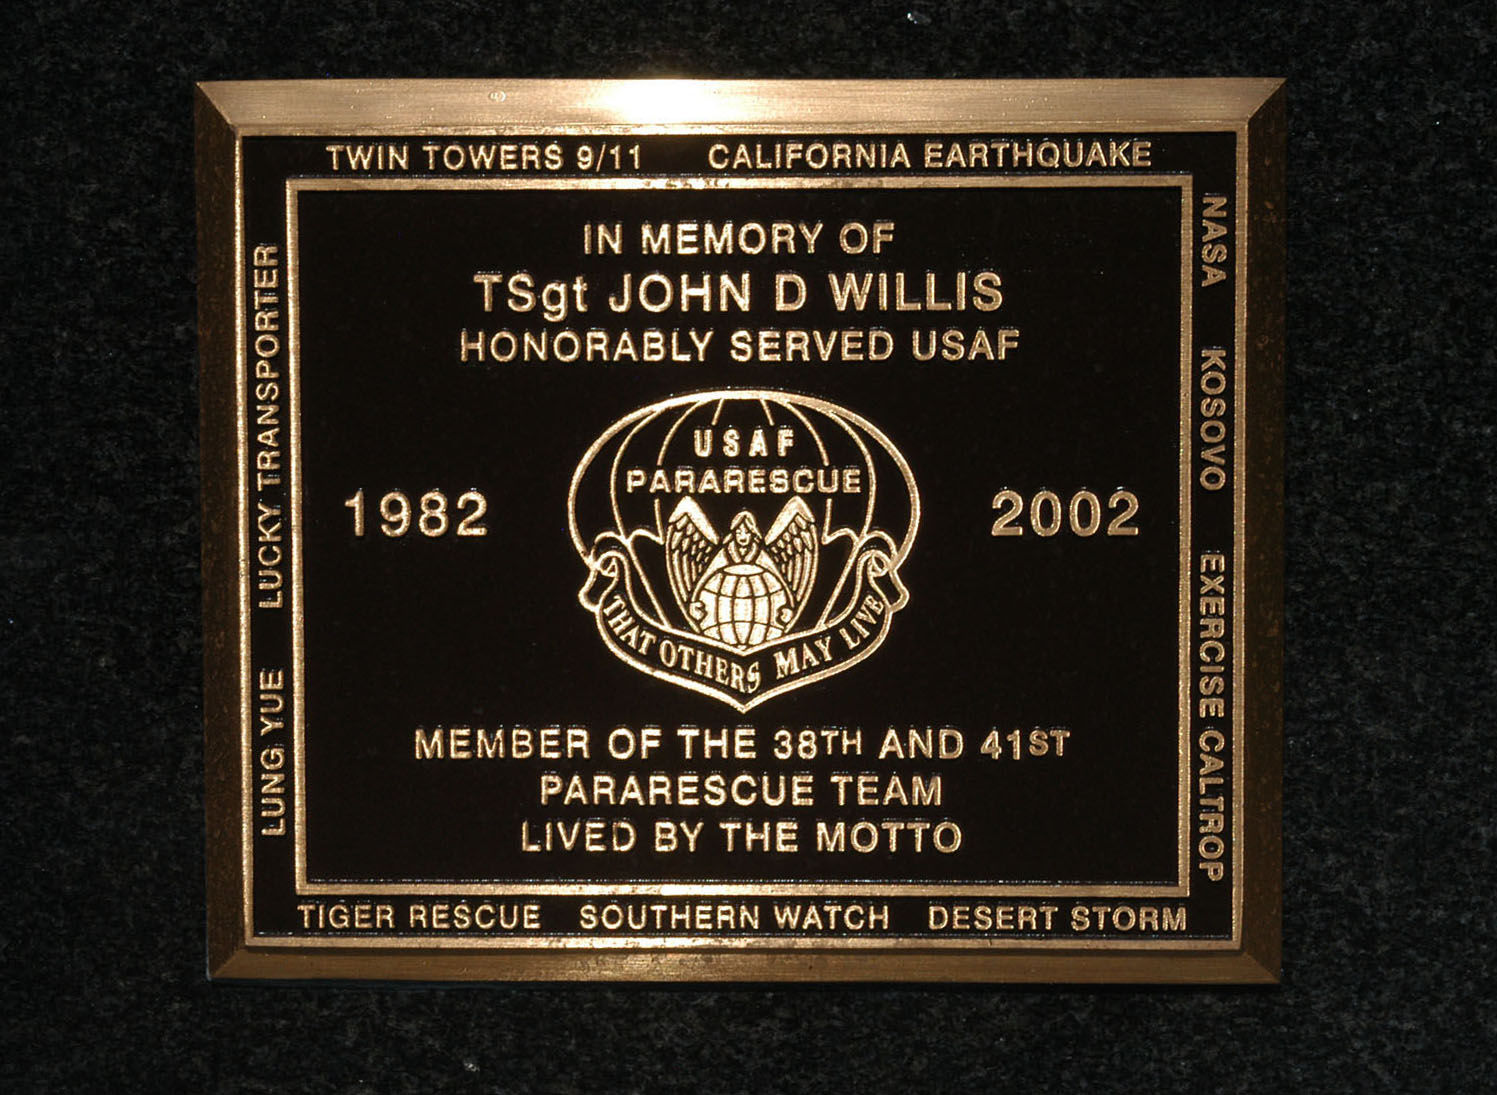 TWIN TOWERS 9/11 CALIFORNIA EARTHQUAKE
NASA KOSOVO EXERCISE CALTROP
IN MEMORY OF
TSgt JOHN D WILLIS
HONORABLY SERVED USAF
USAF
PARARESCUE
1982 2002
THAT OTHERS MAY LIVE
MEMBER OF THE 38TH AND 41ST
PARARESCUE TEAM
LIVED BY THE MOTTO
TIGER RESCUE SOUTHERN WATCH DESERT STORM
LUNG YUE LUCKY TRANSPORTER